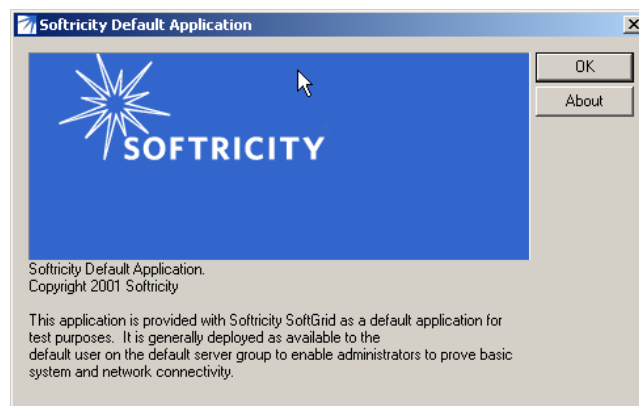 Softricity Default Application
OK
About
SOFTRICITY
Softricity Default Application.
Copyright 2001 Softricity
This application is provided with Softricity SoftGrid as a default application for
test purposes.  It is generally deployed as available to the
default user on the default server group to enable administrators to prove basic
system and network connectivity.